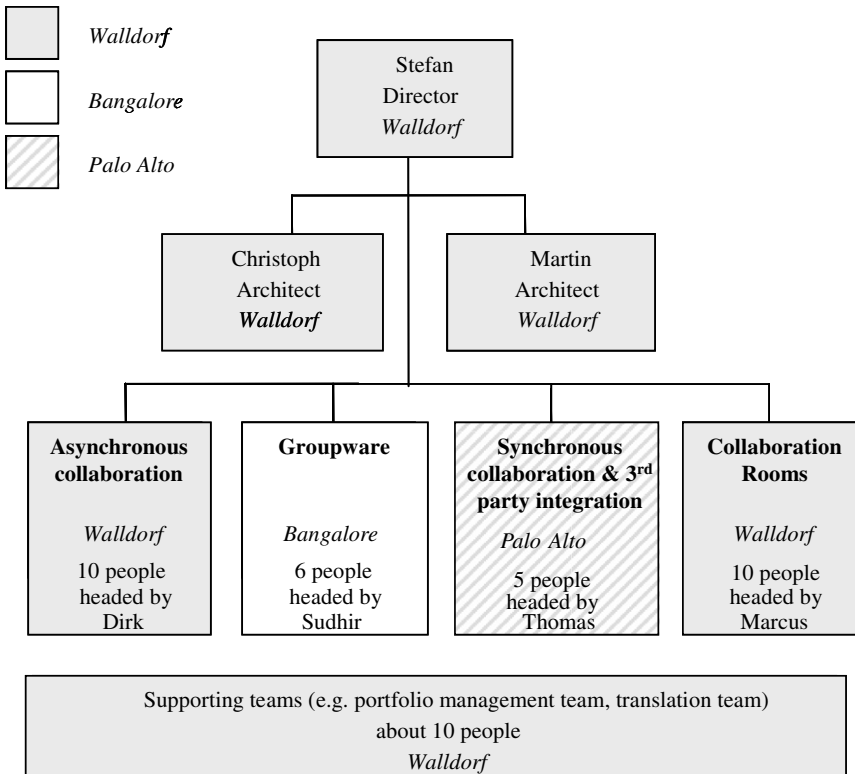 Walldorf
Bangalore
Palo Alto
Stefan
Director
Walldorf
Christoph
Architect
Walldorf
Martin
Architect
Walldorf
Asynchronous
collaboration
Walldorf
10 people
headed by
Dirk
Groupware
Bangalore
6 people
headed by
Sudhir
Synchronous
collaboration & 3rd
party integration
Palo Alto
5 people
headed by
Thomas
Collaboration
Rooms
Walldorf
10 people
headed by
Marcus
Supporting teams (e.g. portfolio management team, translation team)
about 10 people
Walldorf